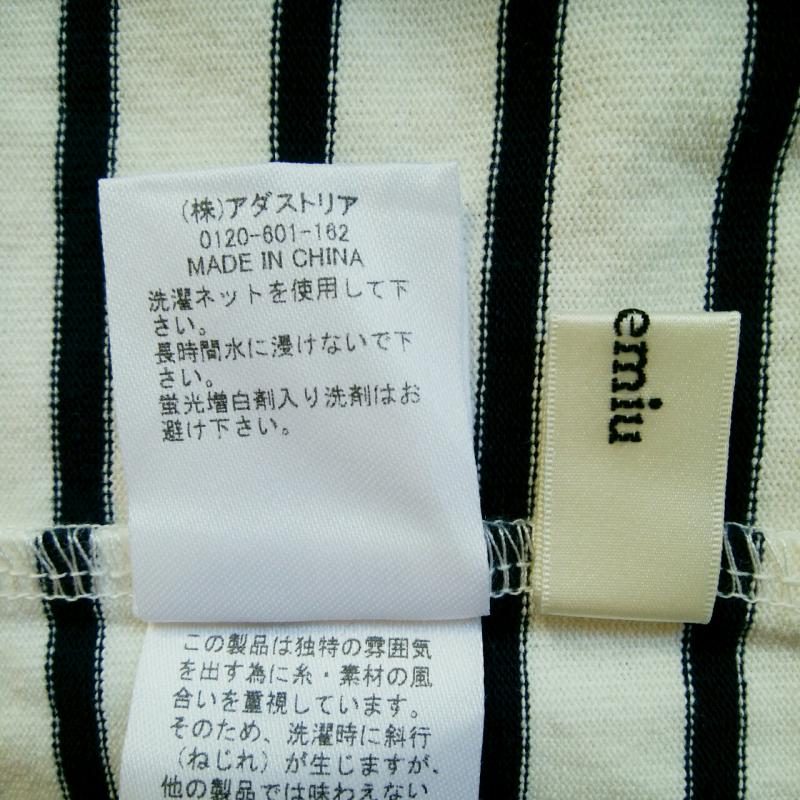 (株)アダストリア
0120-601-162
MADE IN CHINA
洗濯ネットを使用して下
さい。
長時間水に浸けないで下
さい。
蛍光増白剤入り洗剤はお
避け下さい。
この製品は独特の雰囲気
を出す為に糸・素材の風
合いを重視しています。
そのため、洗濯時に斜行
(ねじれ)が生じますが、
他の製品では味わえない
emiu